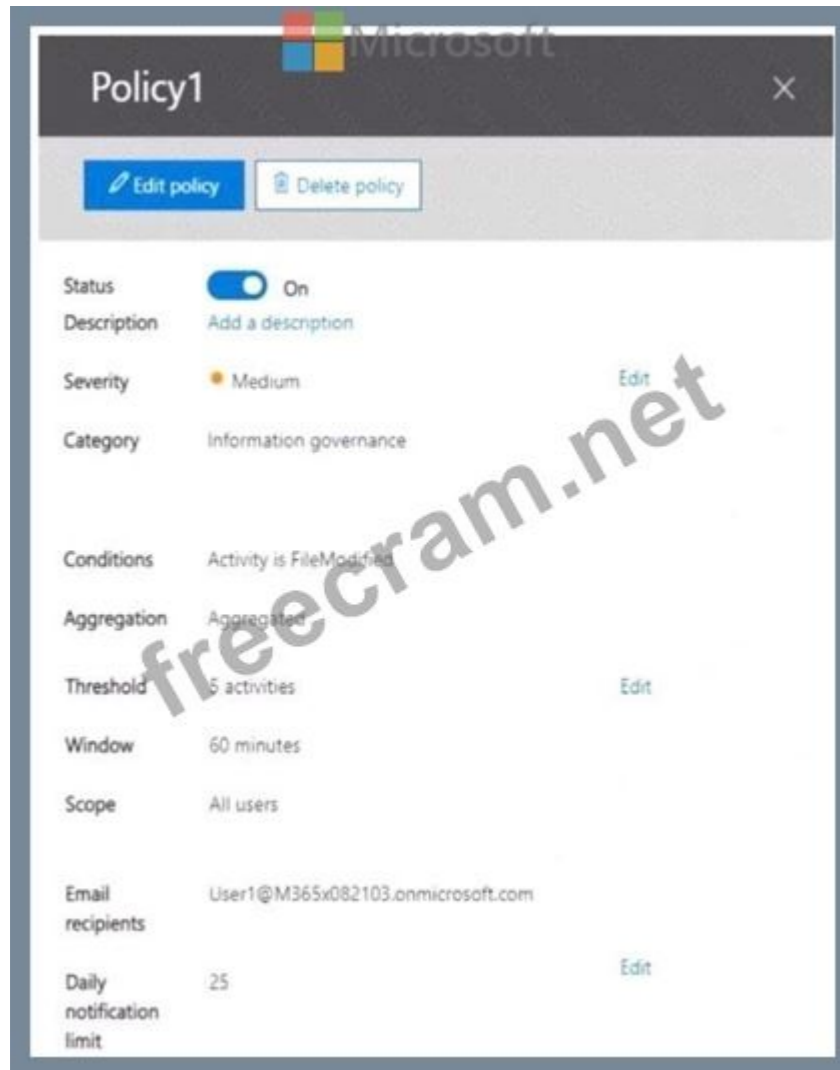 Microsoft
Policy1
Edit policy Delete policy
Status On
Description Add a description
Severity Medium Edit
Category Information governance
Conditions Activity is FileModified
Aggregation Aggregated
Threshold 5 activities Edit
Window 60 minutes
Scope All users
Email recipients User1@M365x082103.onmicrosoft.com
Daily notification limit 25 Edit
freecram.net